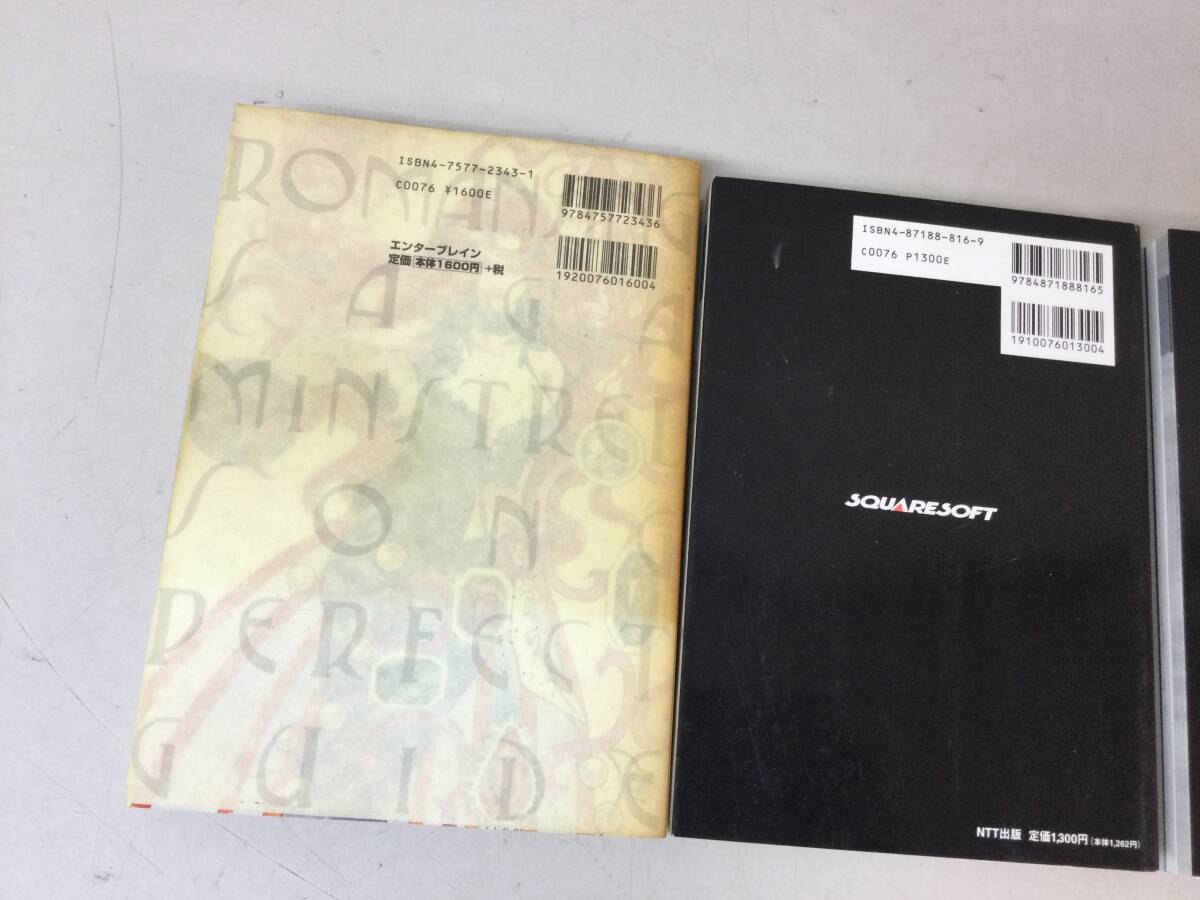 ROMANCING
SAGA
MINSTREL
SONG
PERFECT
GUIDE
ISBN4-7577-2343-1
C0076 ¥1600E
9784757723436
エンターブレイン
定価 本体1600円 +税
1920076016004
ISBN4-87188-816-9
C0076 P1300E
9784871888165
1910076013004
SQUARESOFT
NTT出版 定価1,300円(本体1,262円)